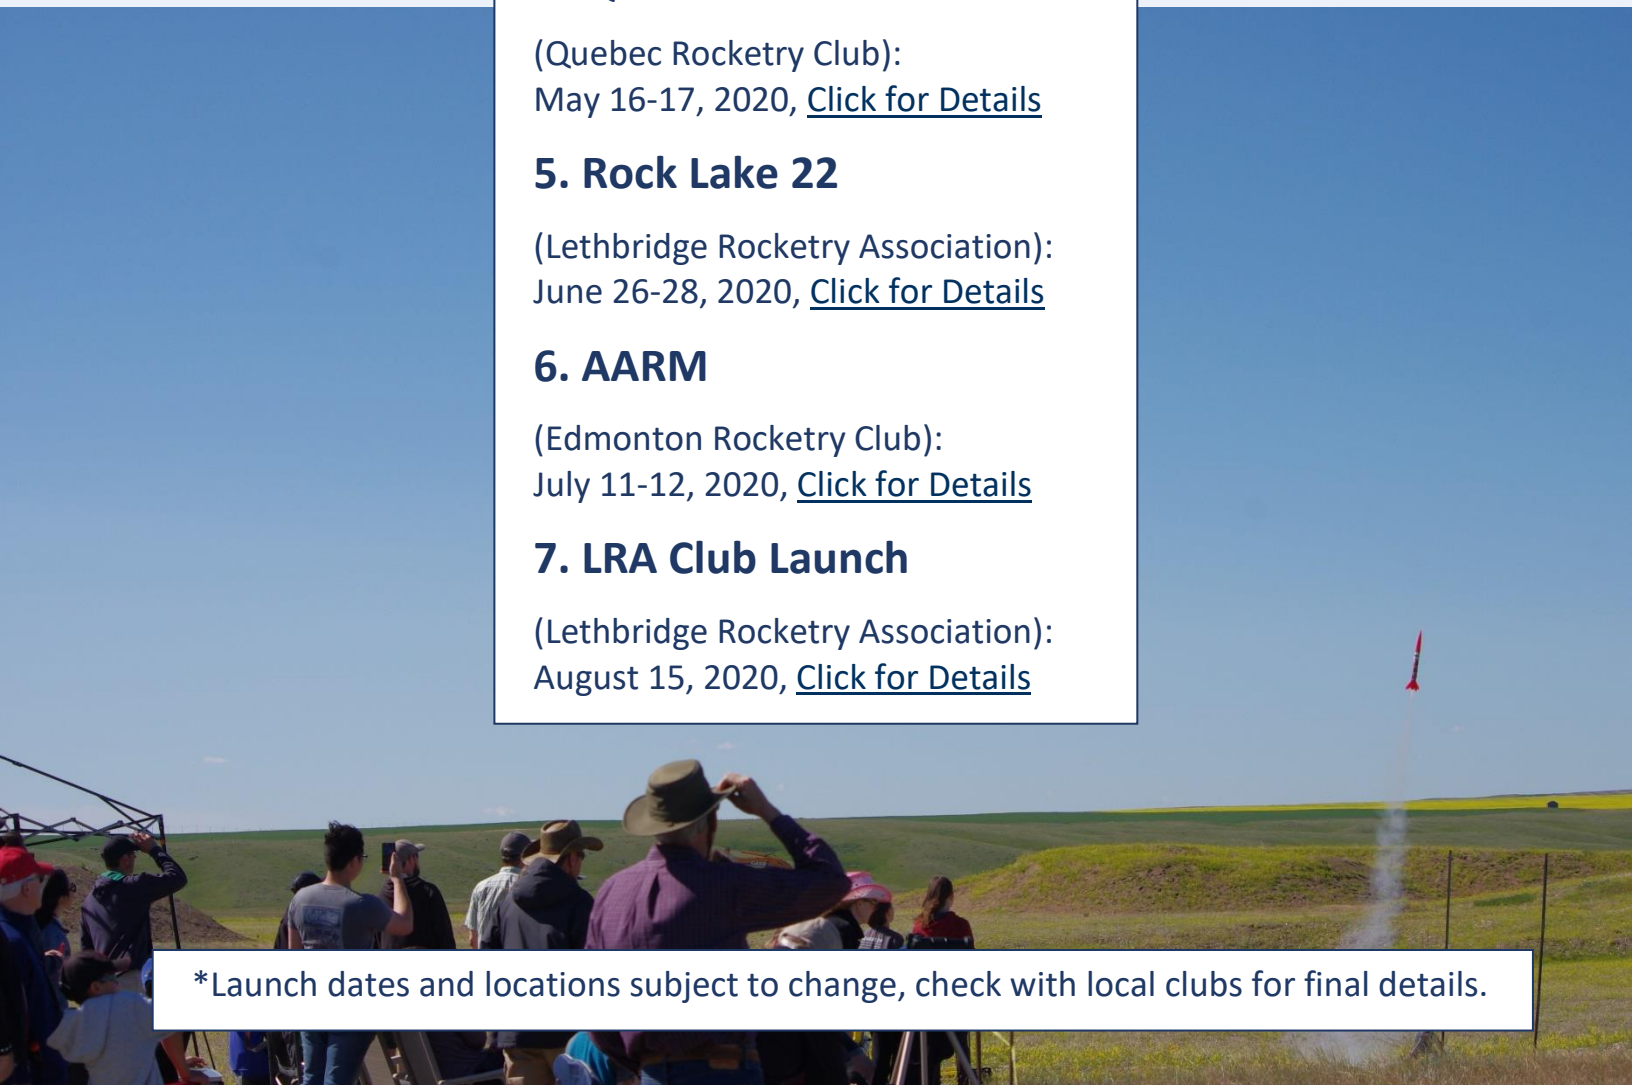 (Quebec Rocketry Club):
May 16-17, 2020, Click for Details
5. Rock Lake 22
(Lethbridge Rocketry Association):
June 26-28, 2020, Click for Details
6. AARM
(Edmonton Rocketry Club):
July 11-12, 2020, Click for Details
7. LRA Club Launch
(Lethbridge Rocketry Association):
August 15, 2020, Click for Details
*Launch dates and locations subject to change, check with local clubs for final details.